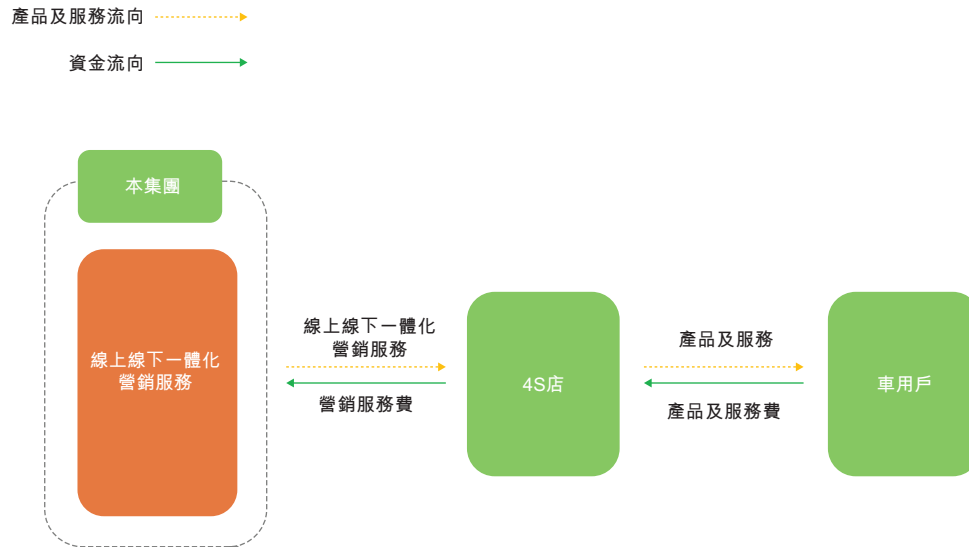 產品及服務流向
資金流向
本集團
線上線下一體化
營銷服務
線上線下一體化
營銷服務
營銷服務費
4S店
產品及服務
產品及服務費
車用戶